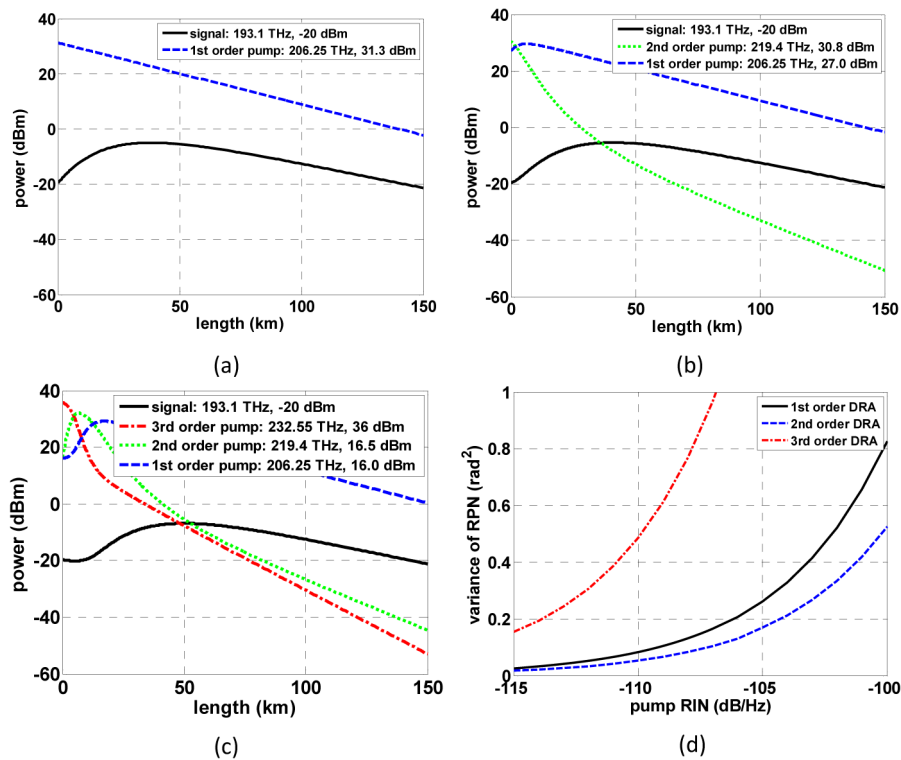 40
20
0
-20
-40
-60
power (dBm)
signal: 193.1 THz, -20 dBm
1st order pump: 206.25 THz, 31.3 dBm
0
50
100
150
length (km)
(a)
40
20
0
-20
-40
-60
power (dBm)
signal: 193.1 THz, -20 dBm
2nd order pump: 219.4 THz, 30.8 dBm
1st order pump: 206.25 THz, 27.0 dBm
0
50
100
150
length (km)
(b)
40
20
0
-20
-40
-60
power (dBm)
signal: 193.1 THz, -20 dBm
3rd order pump: 232.55 THz, 36 dBm
2nd order pump: 219.4 THz, 16.5 dBm
1st order pump: 206.25 THz, 16.0 dBm
0
50
100
150
length (km)
(c)
1
0.8
0.6
0.4
0.2
0
variance of RPN (rad²)
1st order DRA
2nd order DRA
3rd order DRA
-115
-110
-105
-100
pump RIN (dB/Hz)
(d)